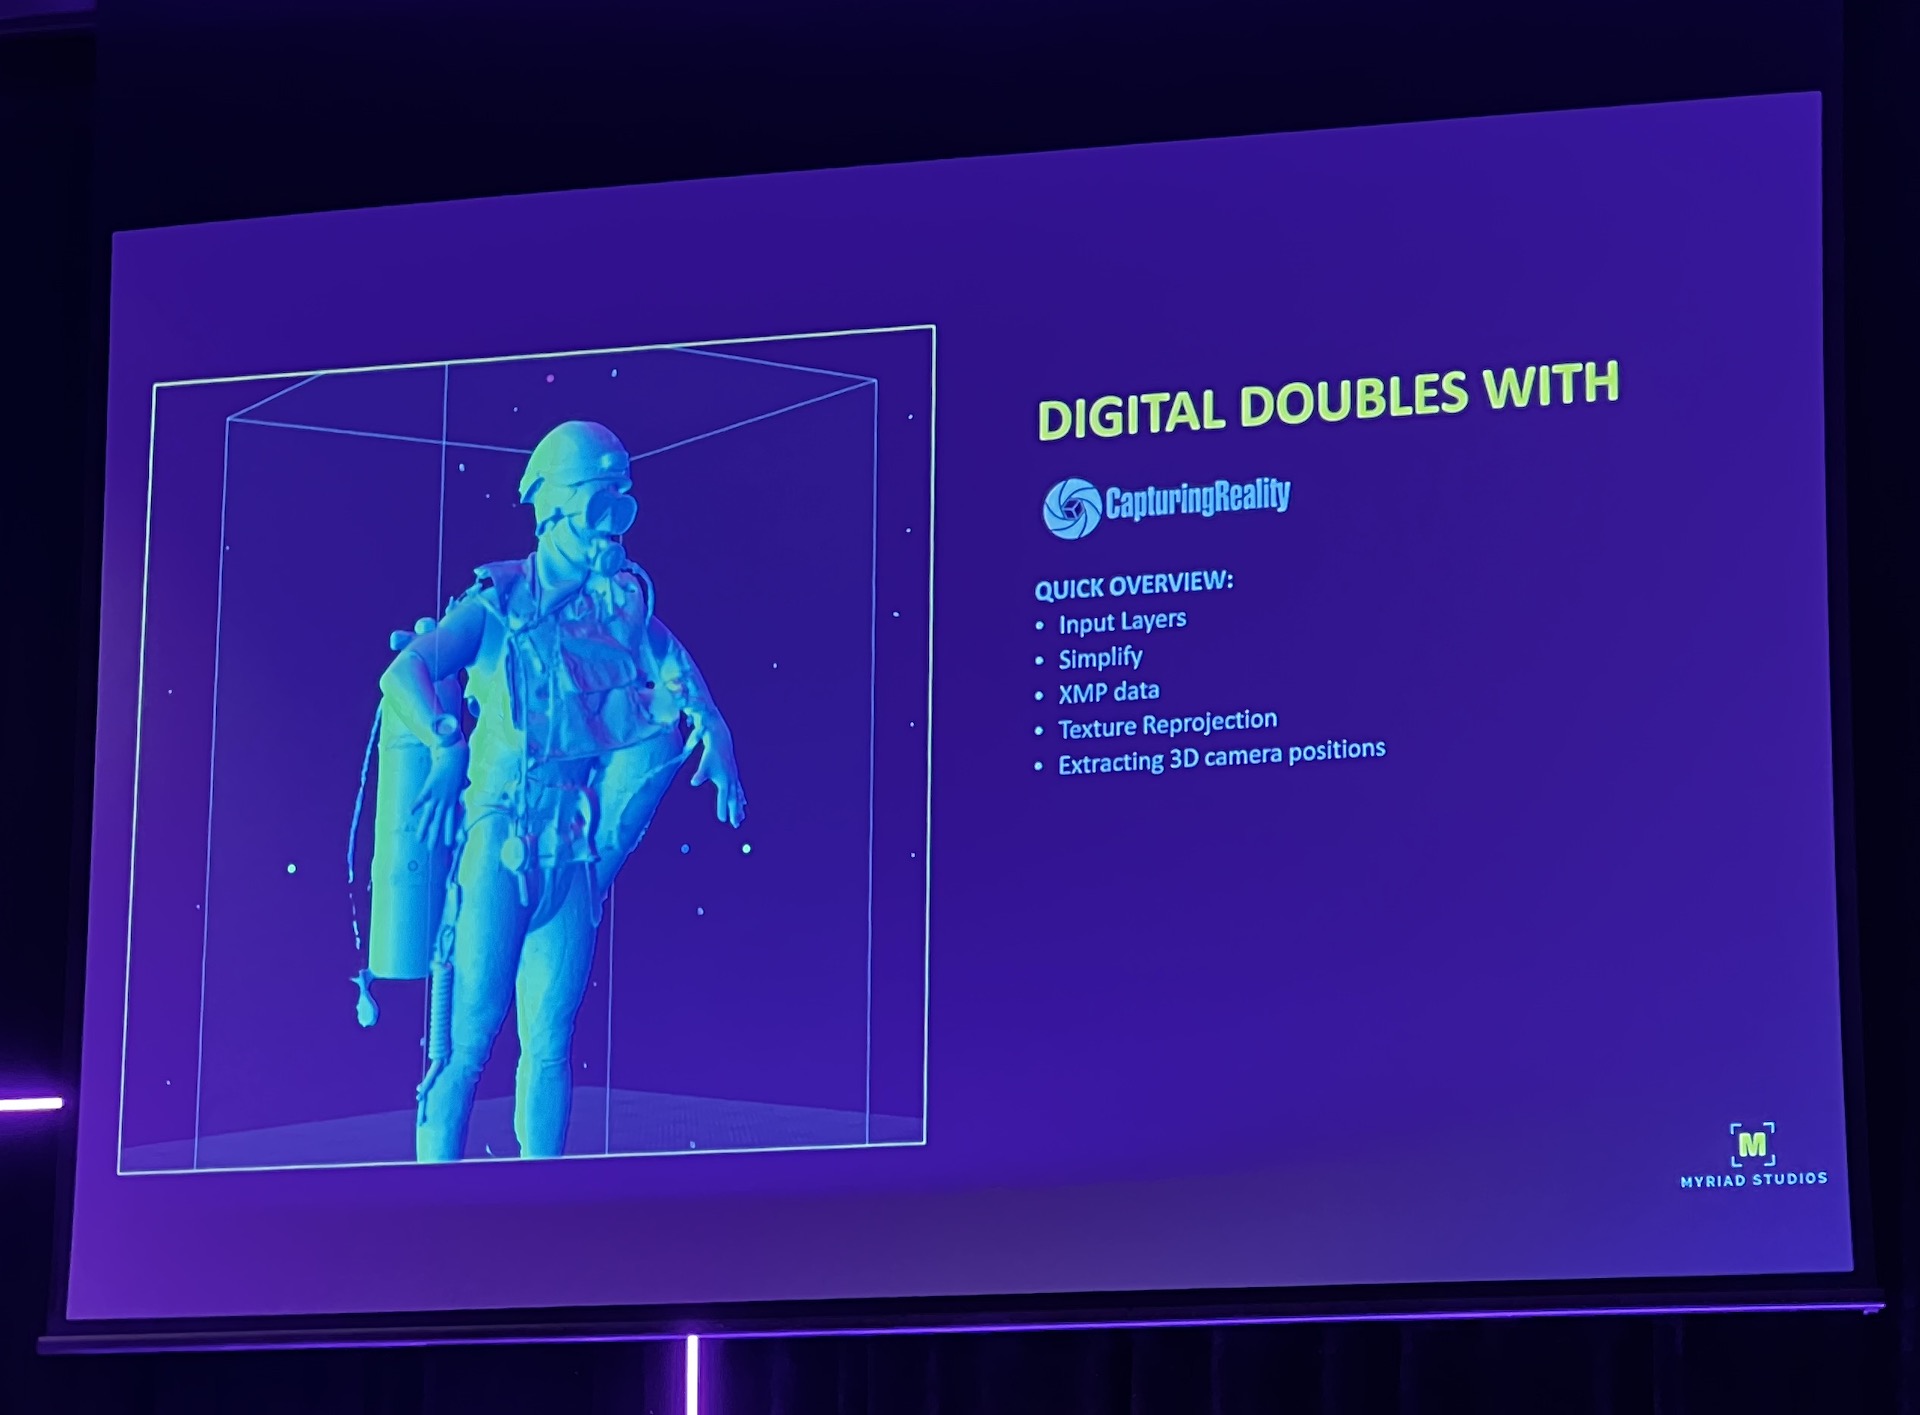 DIGITAL DOUBLES WITH
CapturingReality
QUICK OVERVIEW:
• Input Layers
• Simplify
• XMP data
• Texture Reprojection
• Extracting 3D camera positions
M
MYRIAD STUDIOS